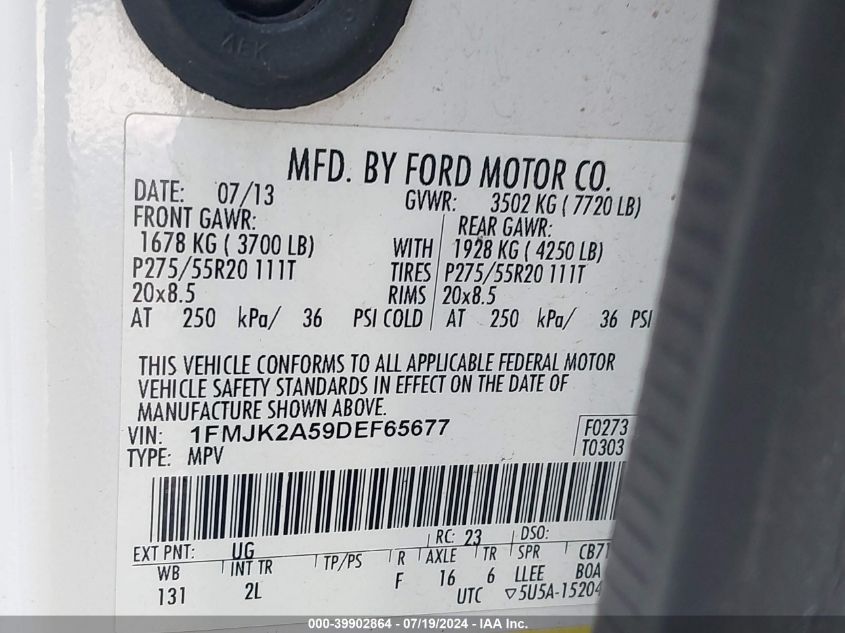 AEK
MFD. BY FORD MOTOR CO.
DATE: 07/13 GVWR: 3502 KG ( 7720 LB)
FRONT GAWR: REAR GAWR:
1678 KG ( 3700 LB) WITH 1928 KG ( 4250 LB)
P275/55R20 111T TIRES P275/55R20 111T
20x8.5 RIMS 20x8.5
AT 250 kPa/ 36 PSI COLD AT 250 kPa/ 36 PSI
THIS VEHICLE CONFORMS TO ALL APPLICABLE FEDERAL MOTOR
VEHICLE SAFETY STANDARDS IN EFFECT ON THE DATE OF
MANUFACTURE SHOWN ABOVE.
VIN: 1FMJK2A59DEF65677 F0273
TYPE: MPV T0303
EXT PNT: UG RC: 23 DSO:
WB INT TR TP/PS R AXLE TR SPR CB71
131 2L F 16 6 LLEE BOA
UTC ▽5U5A-15204
000-39902864 / 07/19/2024 - IAA Inc.